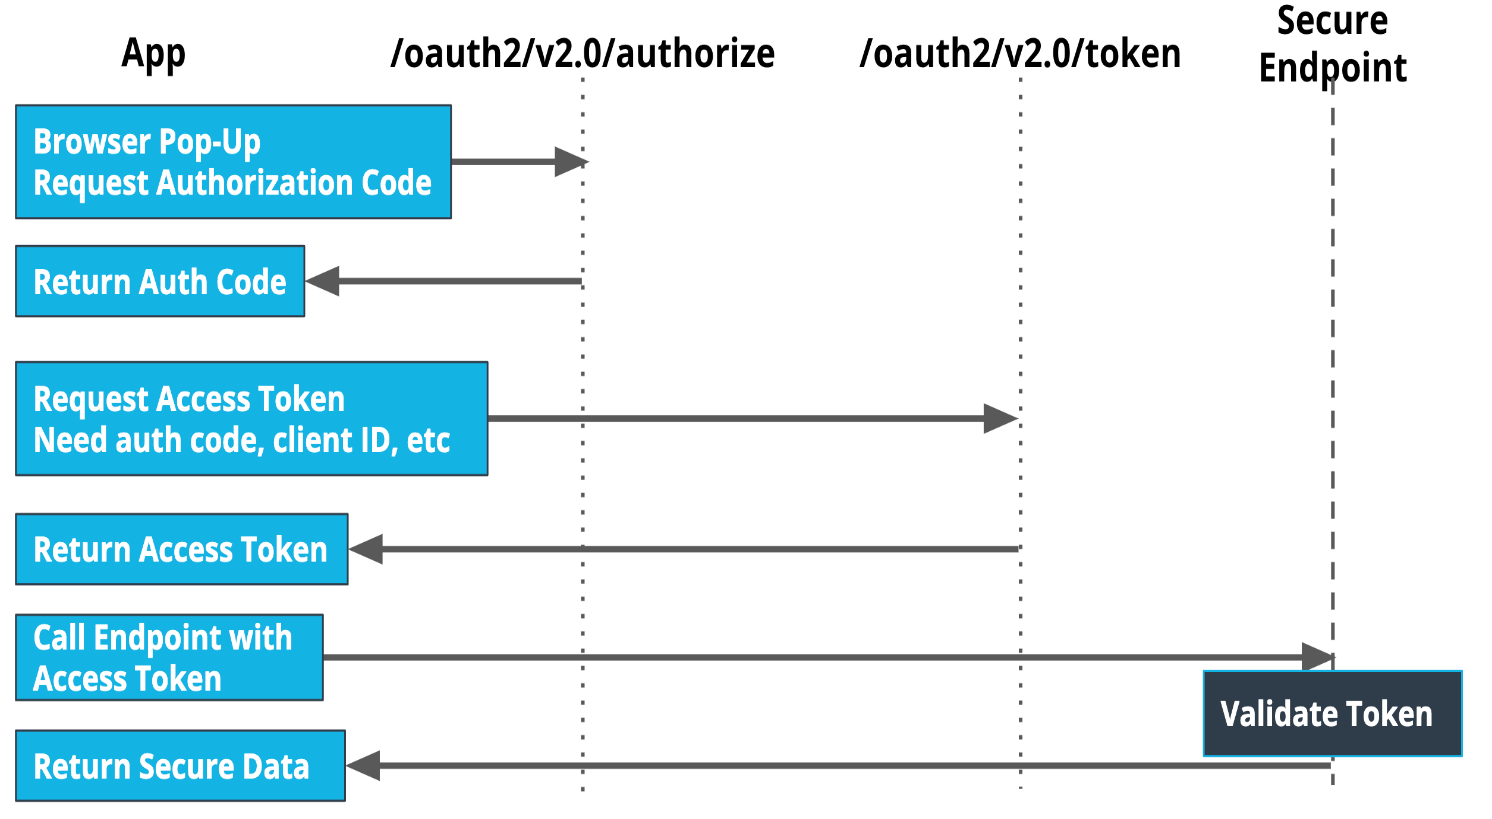 App
/oauth2/v2.0/authorize
/oauth2/v2.0/token
Secure
Endpoint
Browser Pop-Up
Request Authorization Code
Return Auth Code
Request Access Token
Need auth code, client ID, etc
Return Access Token
Call Endpoint with
Access Token
Validate Token
Return Secure Data